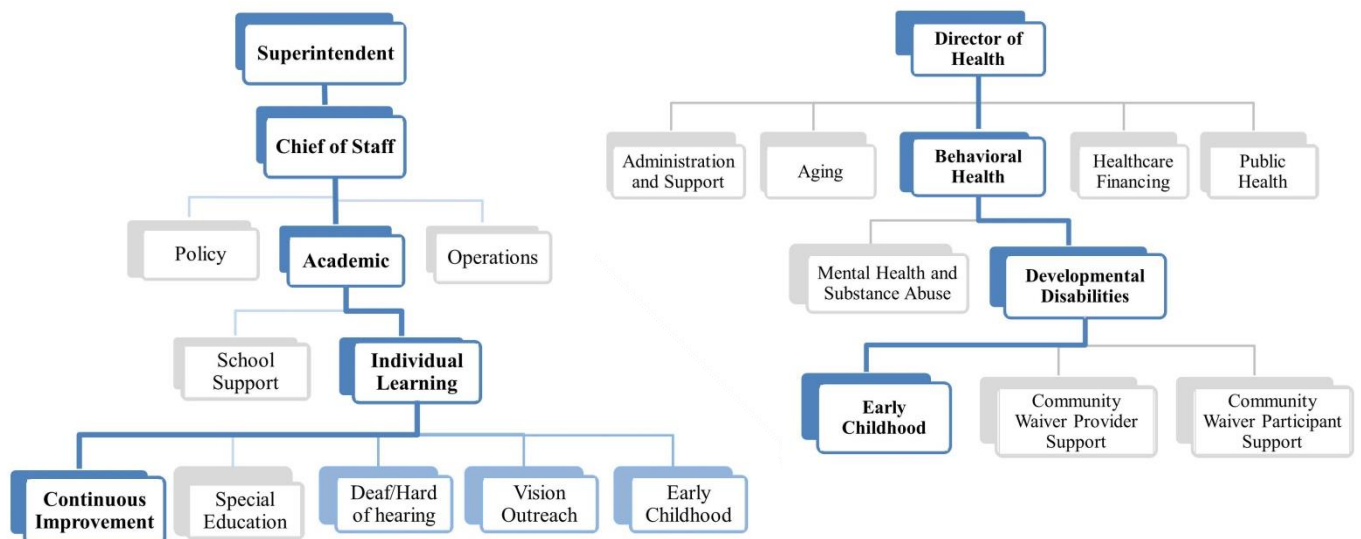 Superintendent
Chief of Staff
Policy
Academic
Operations
School
Support
Individual
Learning
Continuous
Improvement
Special
Education
Deaf/Hard
of hearing
Vision
Outreach
Early
Childhood
Director of
Health
Administration
and Support
Aging
Behavioral
Health
Healthcare
Financing
Public
Health
Mental Health and
Substance Abuse
Developmental
Disabilities
Early
Childhood
Community
Waiver Provider
Support
Community
Waiver Participant
Support